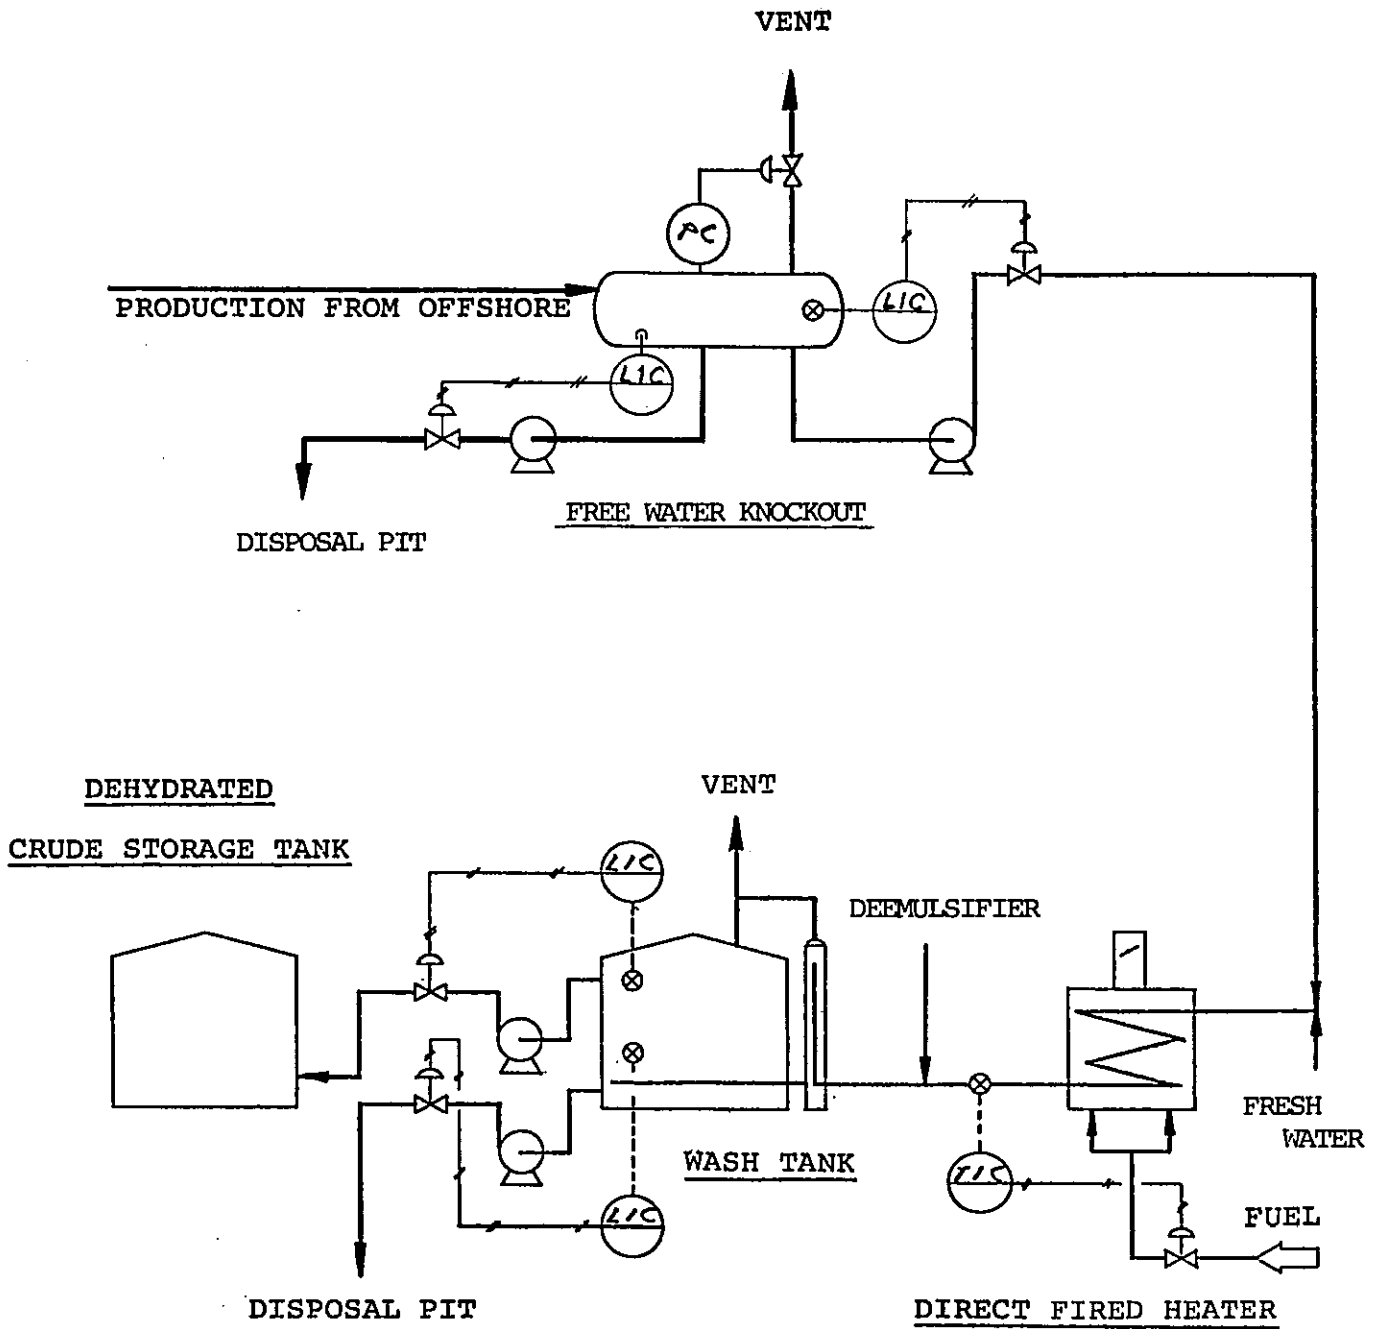 VENT
PC
LIC
PRODUCTION FROM OFFSHORE
LIC
FREE WATER KNOCKOUT
DISPOSAL PIT
VENT
DEHYDRATED
CRUDE STORAGE TANK
LIC
DEEMULSIFIER
FRESH
WATER
WASH TANK
TIC
LIC
FUEL
DISPOSAL PIT
DIRECT FIRED HEATER